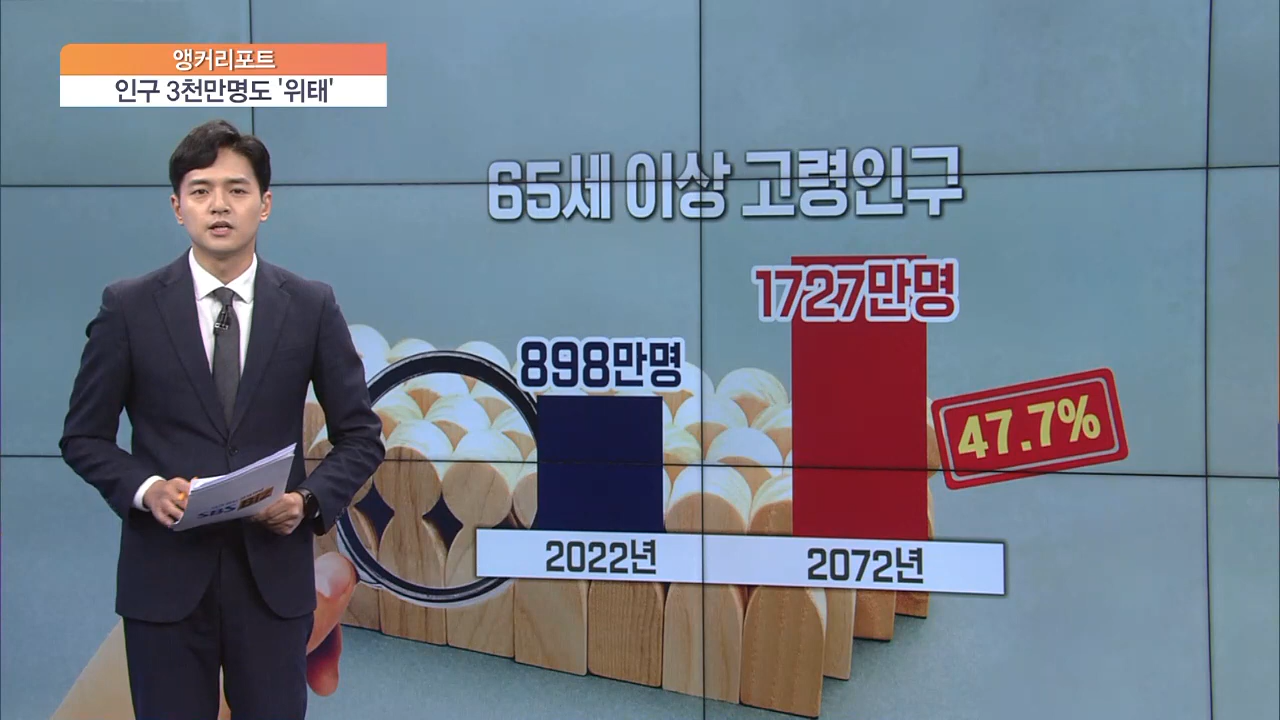 앵커리포트
인구 3천만명도 '위태'
65세 이상 고령인구
1727만명
898만명
47.7%
2022년
2072년
SBS